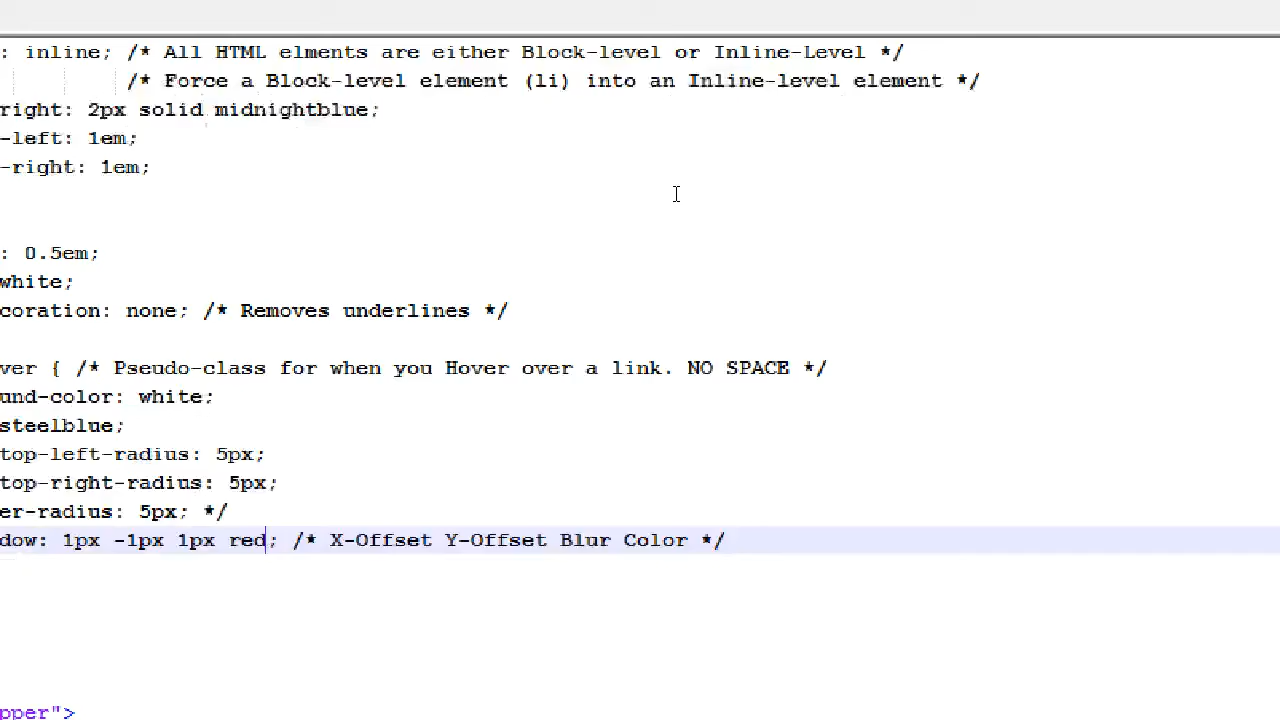 : inline; /* All HTML elments are either Block-level or Inline-Level */
/* Force a Block-level element (li) into an Inline-level element */
right: 2px solid midnightblue;
-left: 1em;
-right: 1em;
: 0.5em;
white;
coration: none; /* Removes underlines */
ver { /* Pseudo-class for when you Hover over a link. NO SPACE */
und-color: white;
steelblue;
top-left-radius: 5px;
top-right-radius: 5px;
er-radius: 5px; */
dow: 1px -1px 1px red; /* X-Offset Y-Offset Blur Color */
pper">